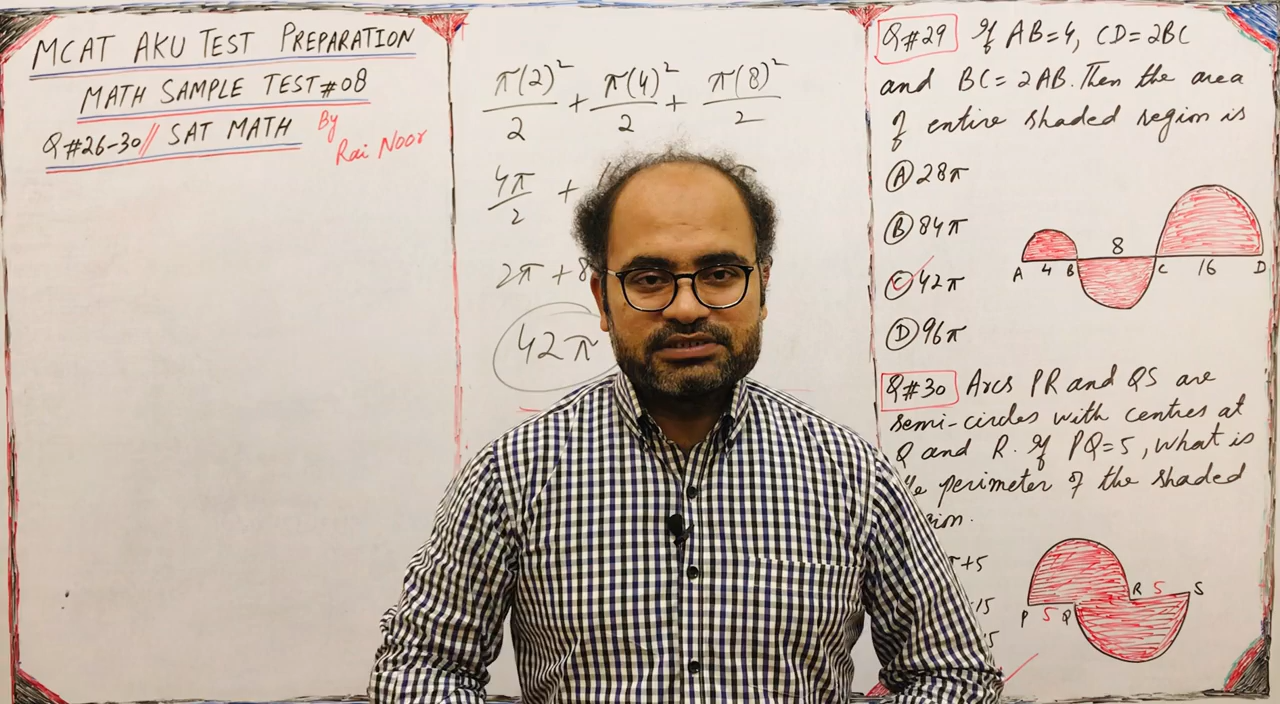 MCAT AKU TEST PREPARATION
MATH SAMPLE TEST #08
Q#26-30// SAT MATH
By
Rai Noor
π(2)²/2 + π(4)²/2 + π(8)²/2
4π/2 +
2π + 8
42π
Q#29 If AB=4, CD=2BC
and BC=2AB. Then the area
of entire shaded region is
(A) 28π
(B) 84π
(C) 42π
(D) 96π
8
A 4 B C 16 D
Q#30 Arcs PR and QS are
semi-circles with centres at
Q and R. If PQ=5, what is
perimeter of the shaded
+5
15
5
R 5 S
P 5 Q